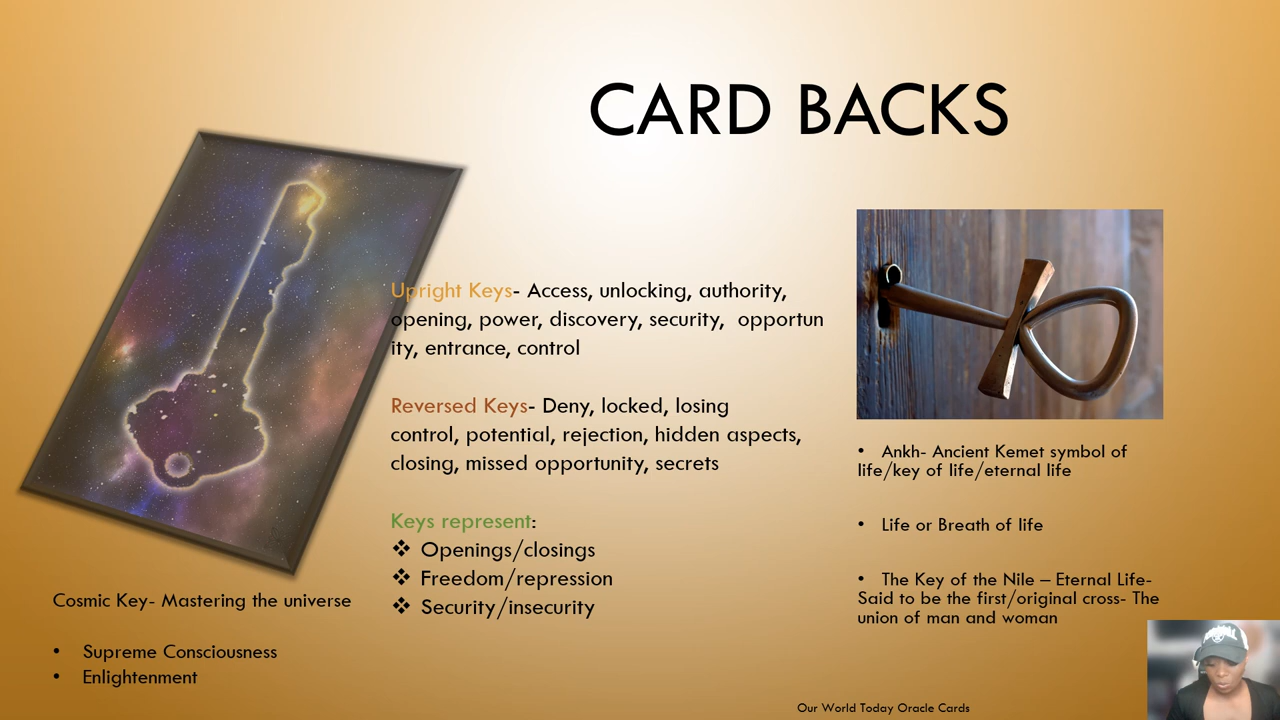 CARD BACKS
Upright Keys- Access, unlocking, authority,
opening, power, discovery, security,  opportun
ity, entrance, control
Reversed Keys- Deny, locked, losing
control, potential, rejection, hidden aspects,
closing, missed opportunity, secrets
Keys represent:
❖ Openings/closings
❖ Freedom/repression
❖ Security/insecurity
Cosmic Key- Mastering the universe
• Supreme Consciousness
• Enlightenment
• Ankh- Ancient Kemet symbol of
life/key of life/eternal life
• Life or Breath of life
• The Key of the Nile – Eternal Life-
Said to be the first/original cross- The
union of man and woman
Our World Today Oracle Cards